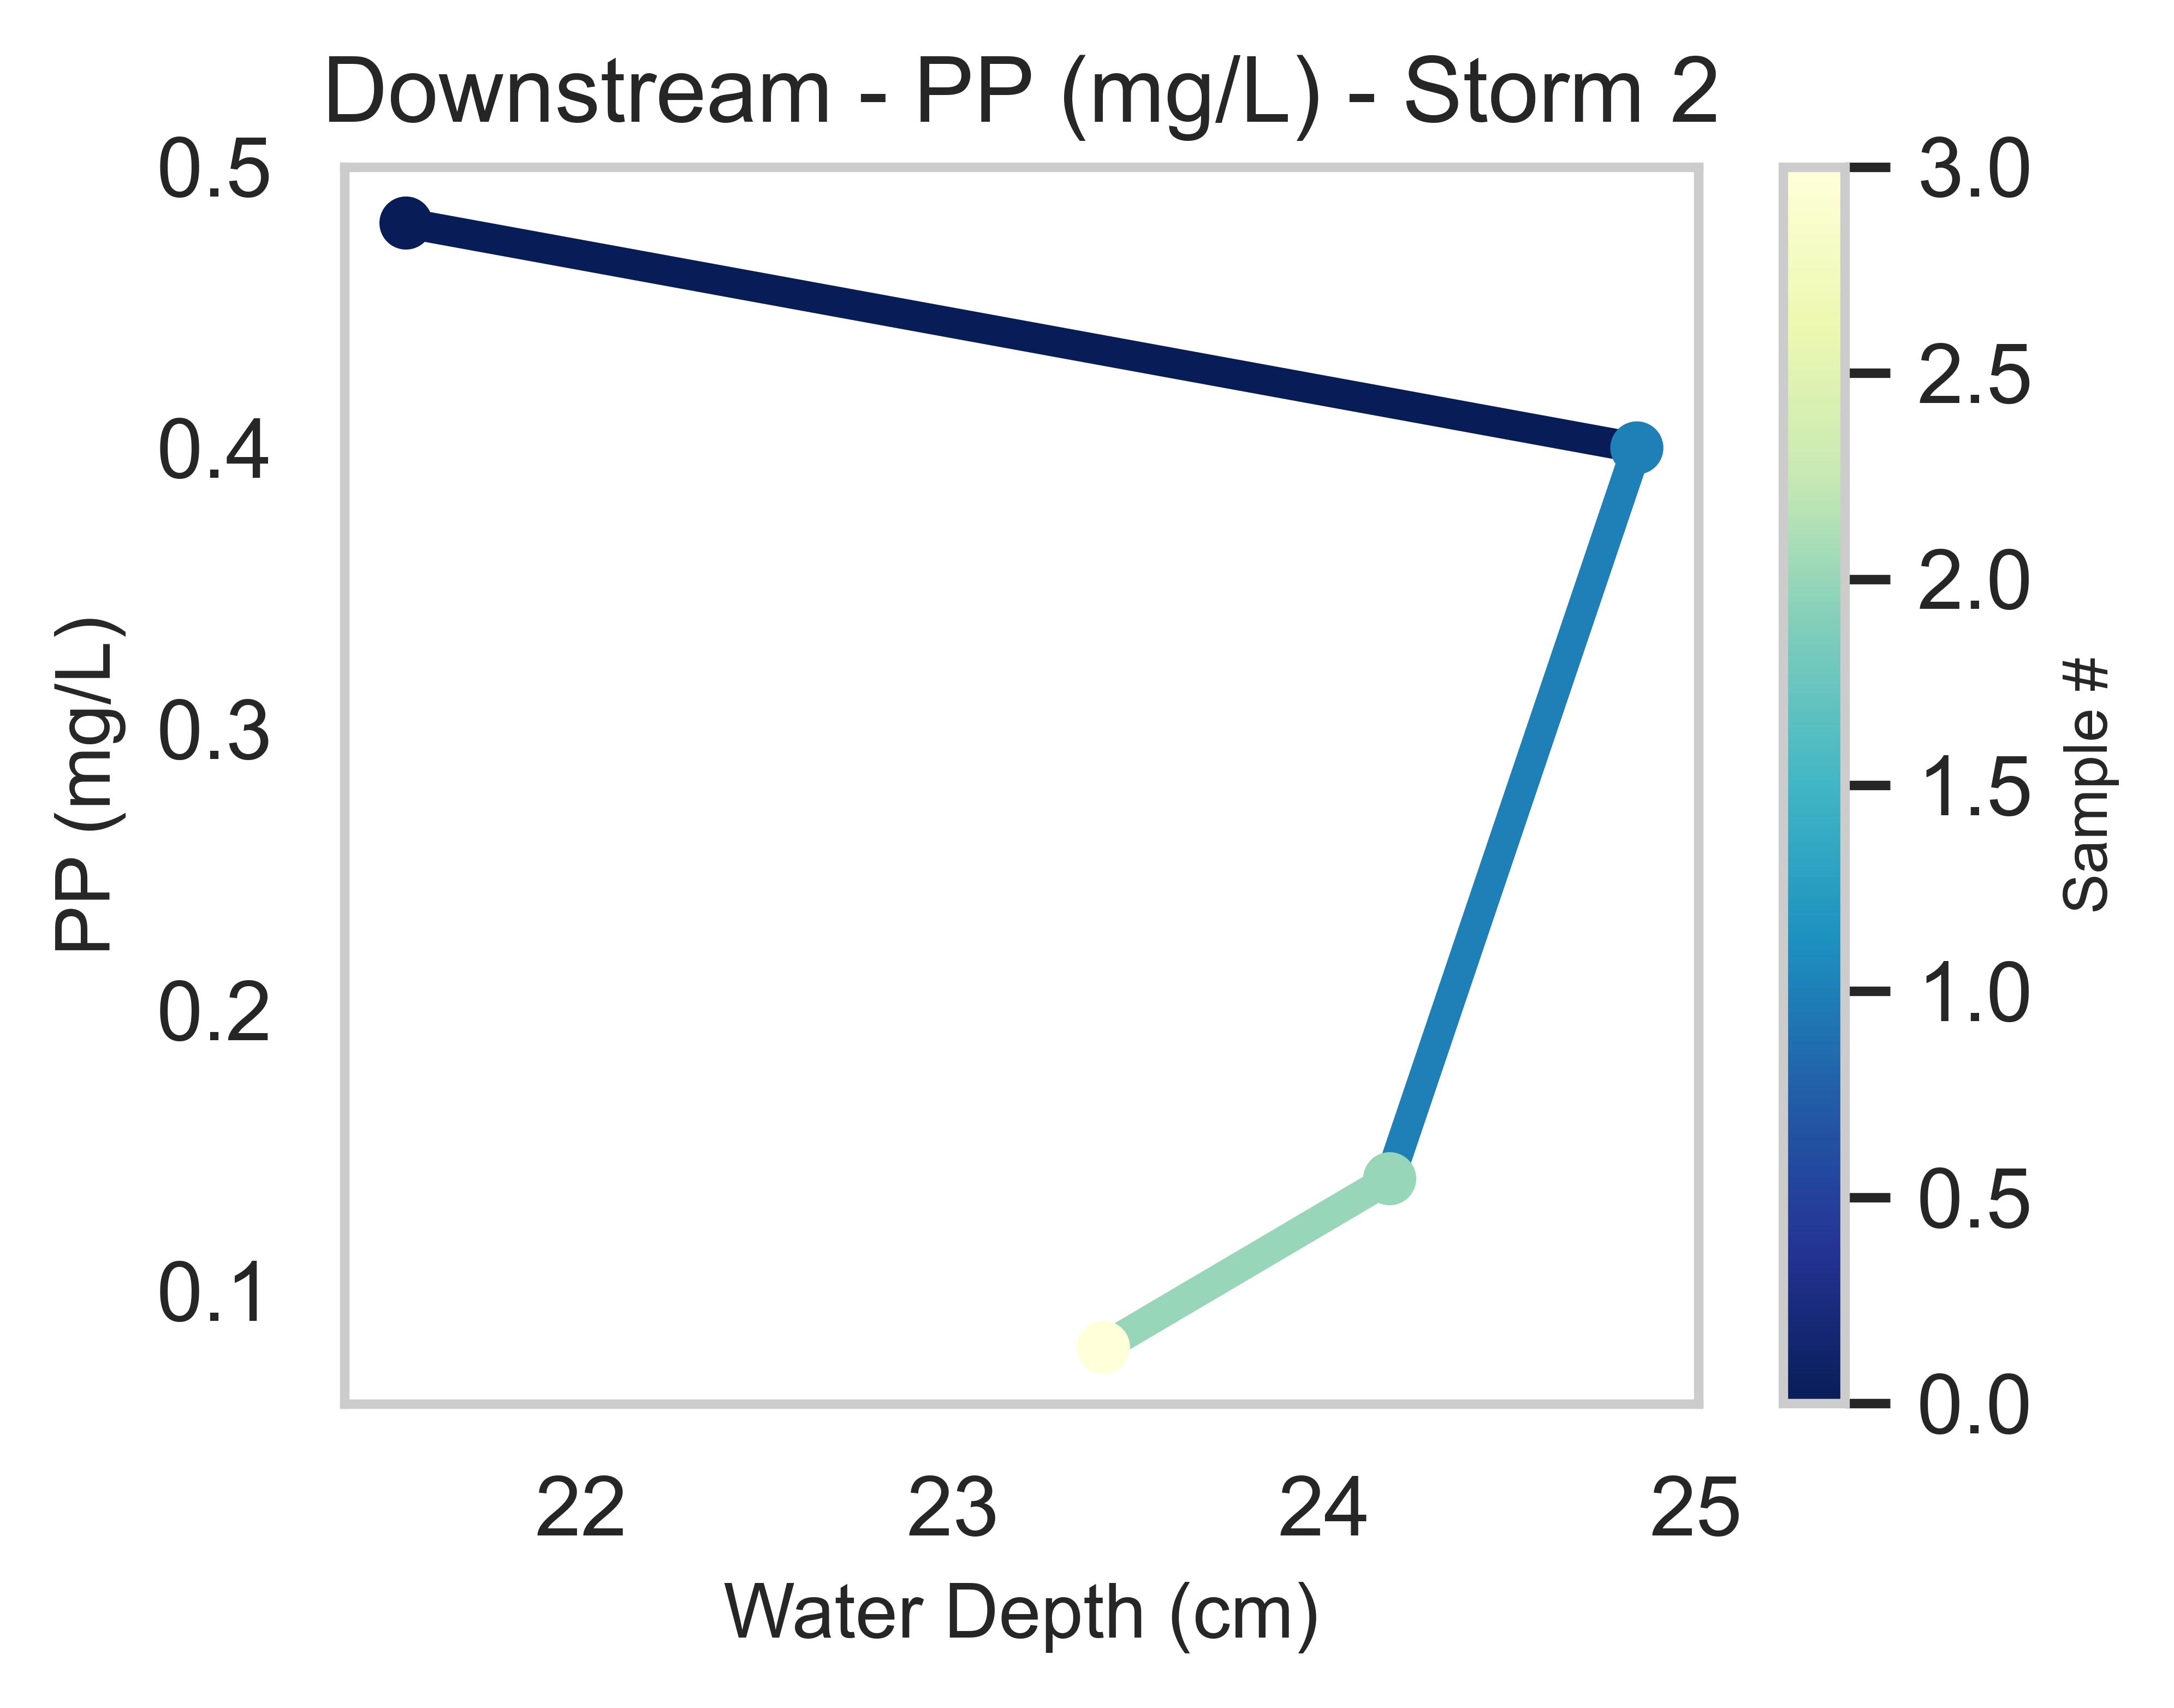 Downstream - PP (mg/L) - Storm 2
PP (mg/L)
0.5
0.4
0.3
0.2
0.1
22 23 24 25
Water Depth (cm)
3.0
2.5
2.0
1.5
1.0
0.5
0.0
Sample #